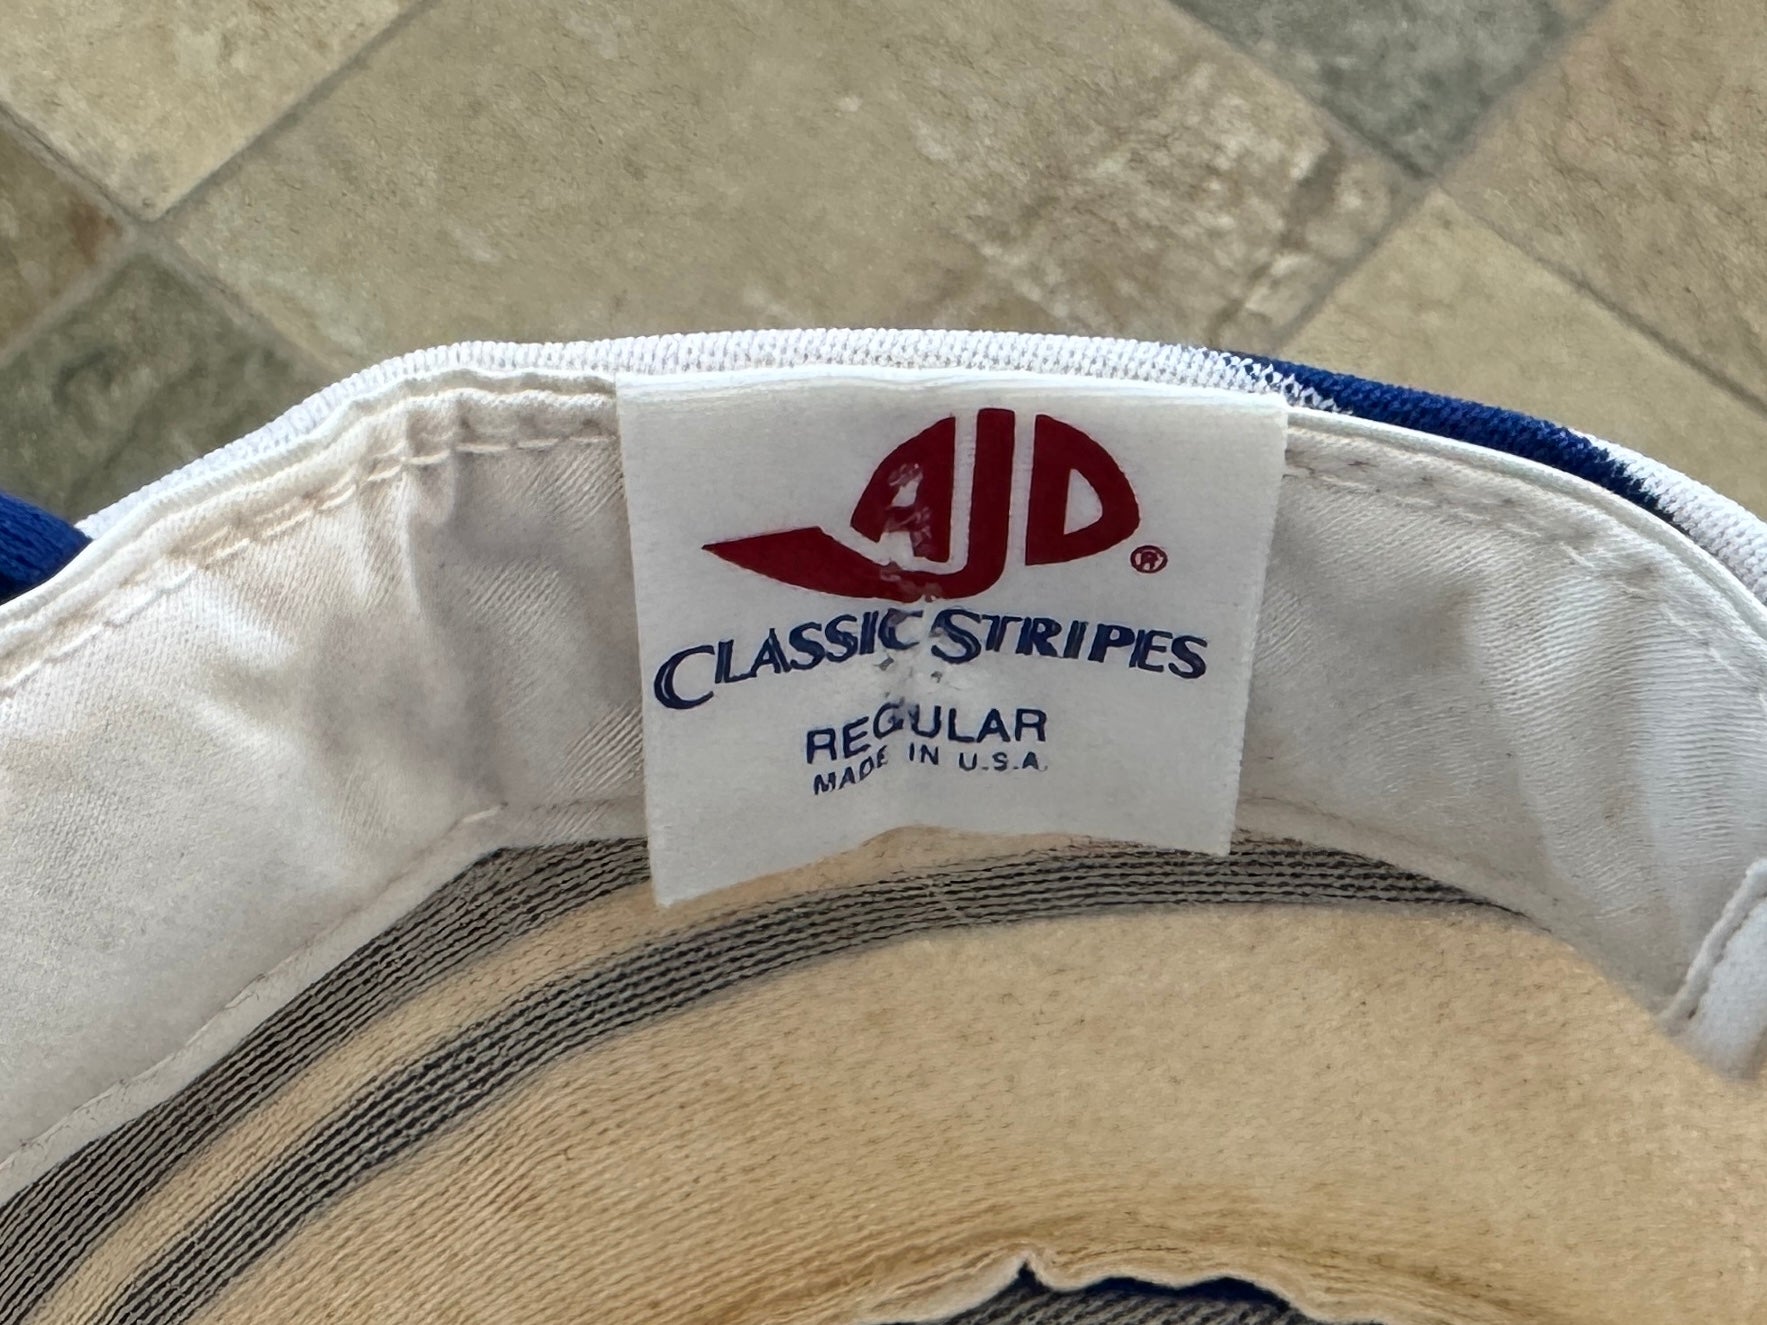 AJD ®
CLASSIC STRIPES
REGULAR
MADE IN U.S.A.